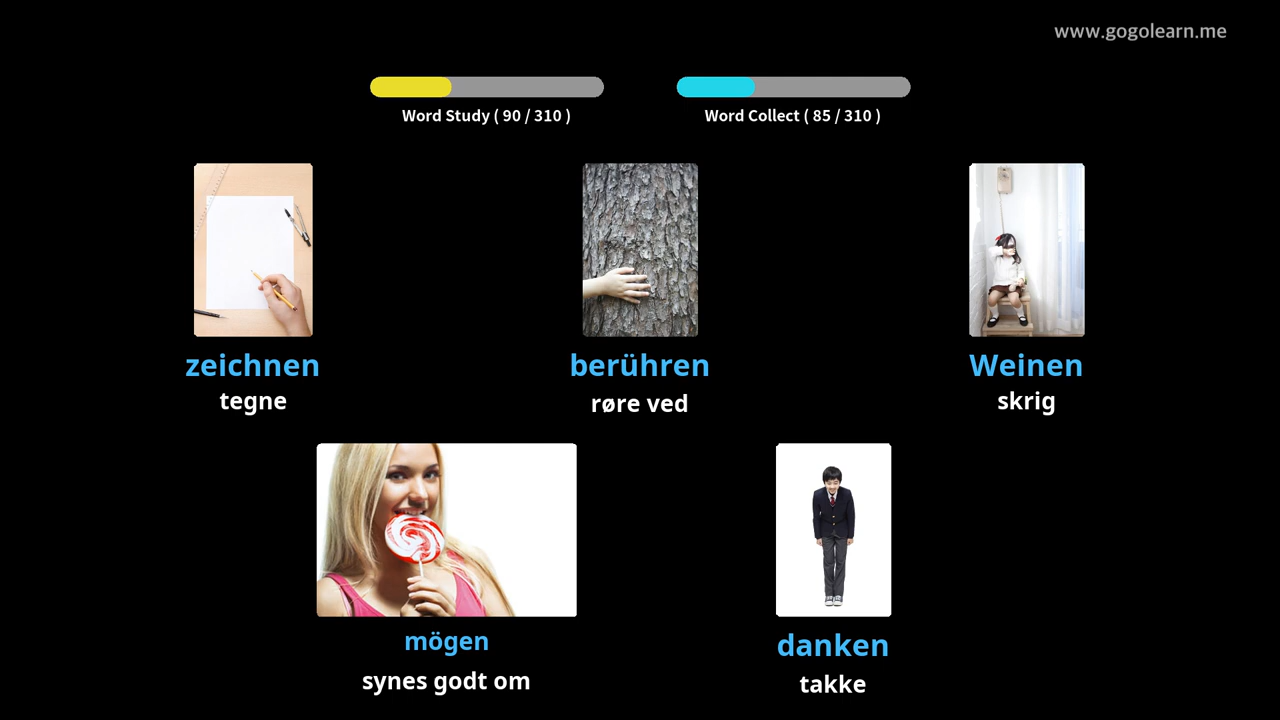 www.gogolearn.me
Word Study ( 90 / 310 )
Word Collect ( 85 / 310 )
zeichnen
tegne
berühren
røre ved
Weinen
skrig
mögen
synes godt om
danken
takke